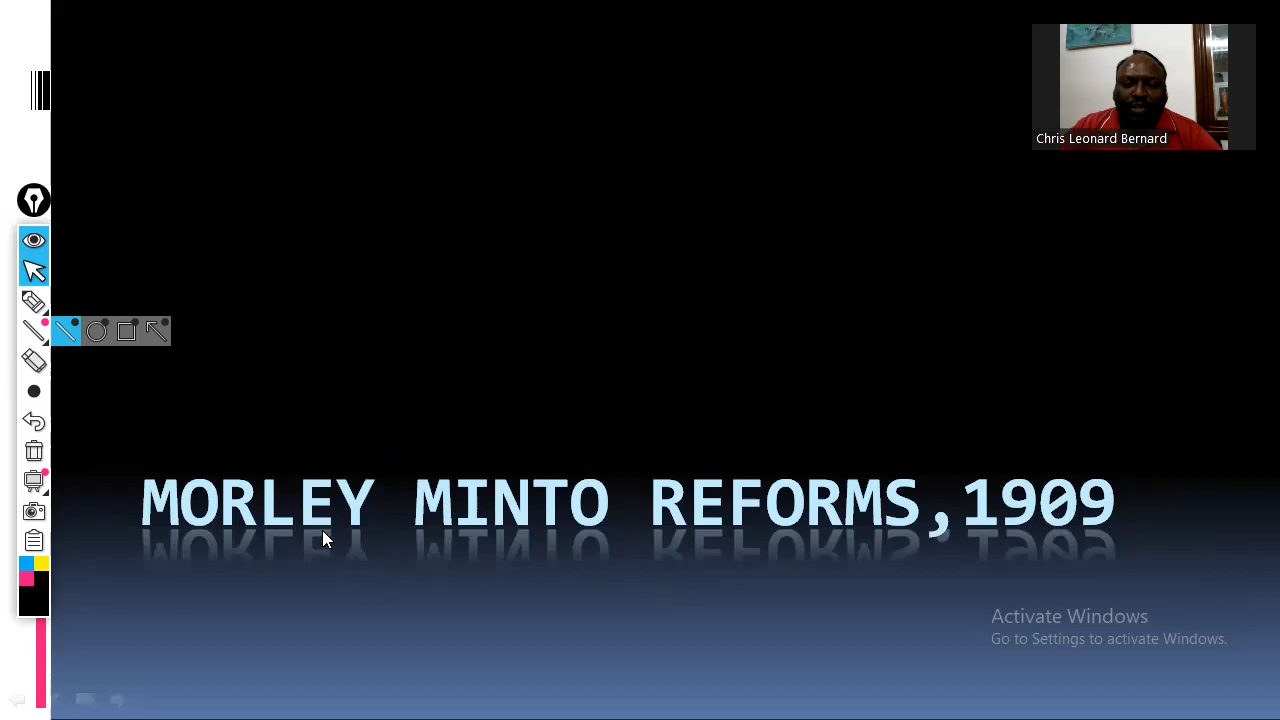 Chris Leonard Bernard
MORLEY MINTO REFORMS,1909
Activate Windows
Go to Settings to activate Windows.